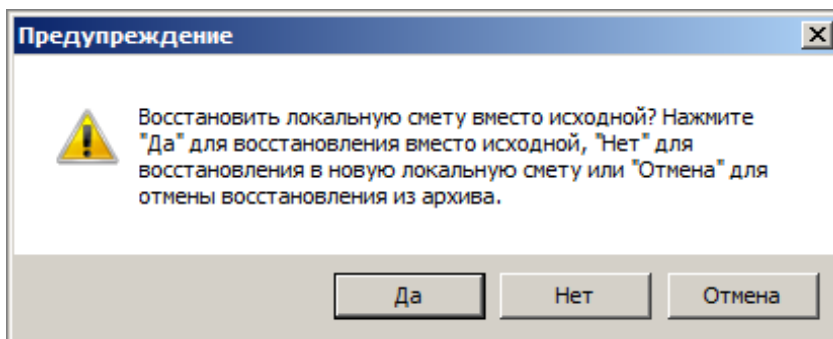 Предупреждение
Восстановить локальную смету вместо исходной? Нажмите
"Да" для восстановления вместо исходной, "Нет" для
восстановления в новую локальную смету или "Отмена" для
отмены восстановления из архива.
Да Нет Отмена